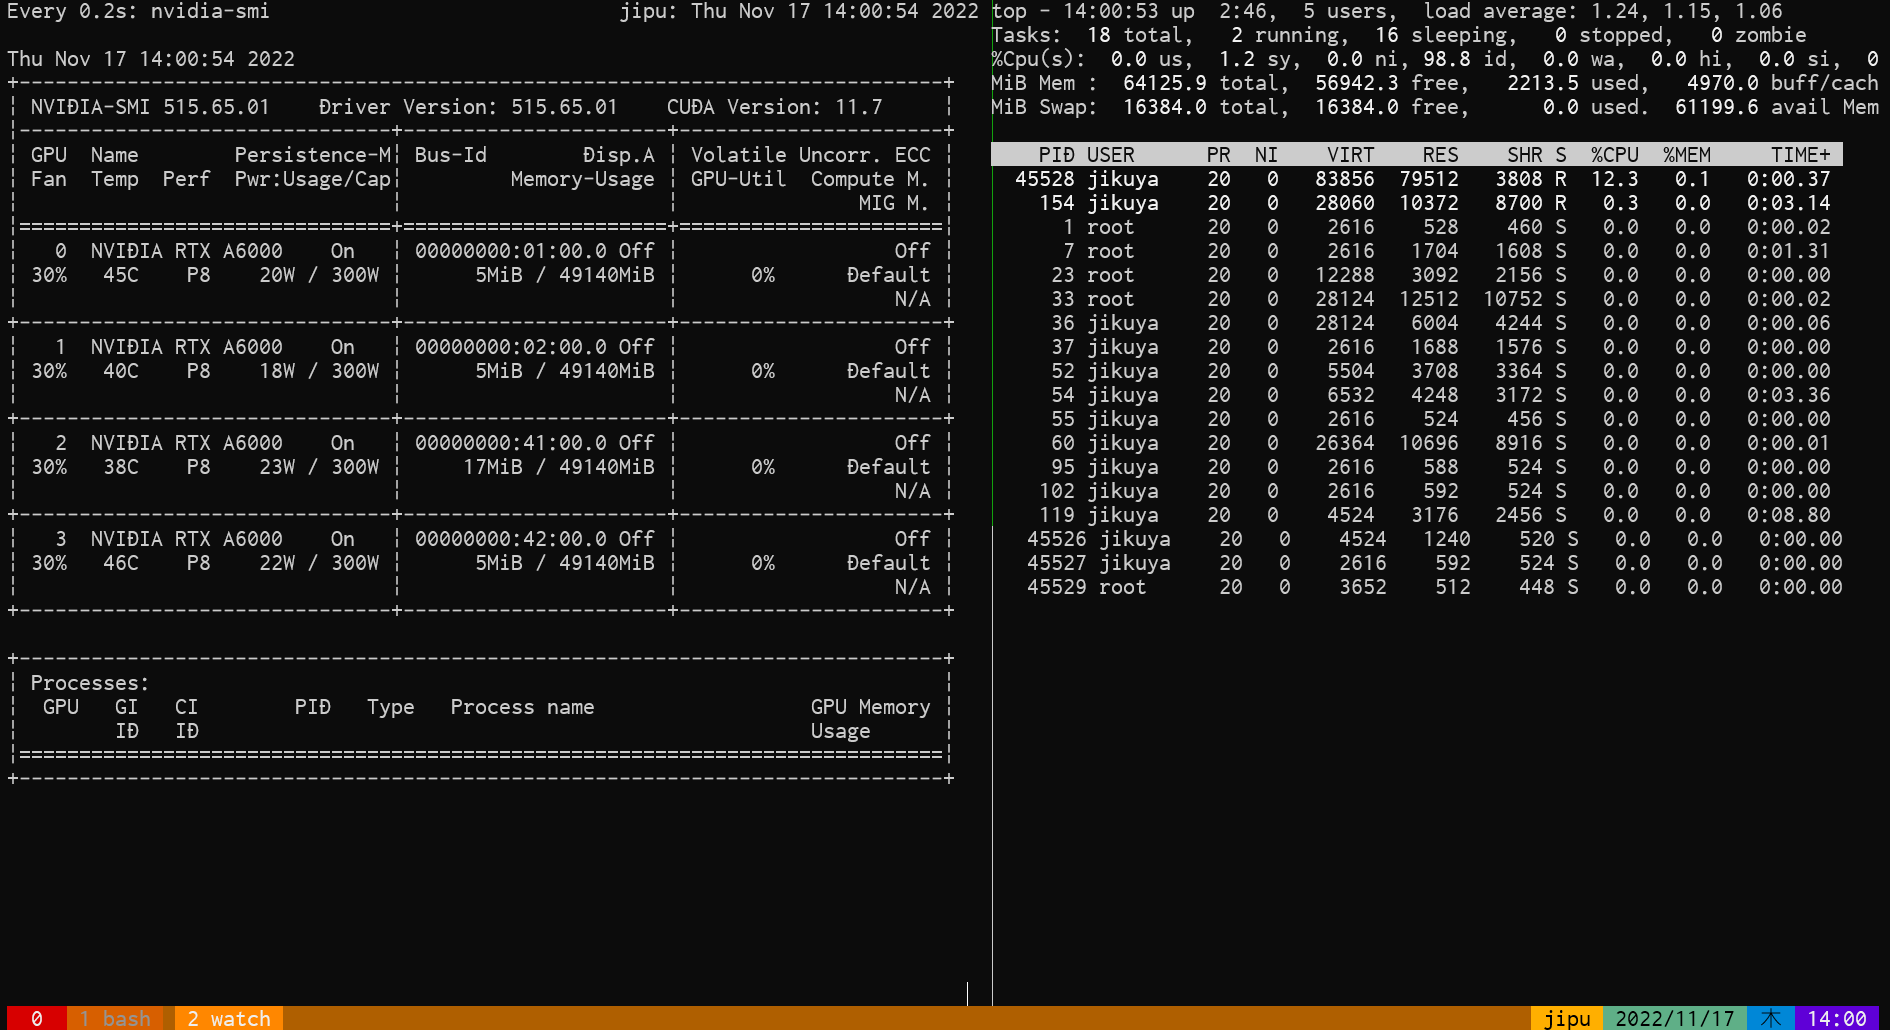 Every 0.2s: nvidia-smi                             jipu: Thu Nov 17 14:00:54 2022
Thu Nov 17 14:00:54 2022
+-----------------------------------------------------------------------------+
| NVIĐIA-SMI 515.65.01    Đriver Version: 515.65.01    CUĐA Version: 11.7     |
|-------------------------------+----------------------+----------------------+
| GPU  Name        Persistence-M| Bus-Id        Đisp.A | Volatile Uncorr. ECC |
| Fan  Temp  Perf  Pwr:Usage/Cap|         Memory-Usage | GPU-Util  Compute M. |
|                               |                      |               MIG M. |
|===============================+======================+======================|
|   0  NVIĐIA RTX A6000    On   | 00000000:01:00.0 Off |                  Off |
| 30%   45C    P8    20W / 300W |      5MiB / 49140MiB |      0%      Đefault |
|                               |                      |                  N/A |
+-------------------------------+----------------------+----------------------+
|   1  NVIĐIA RTX A6000    On   | 00000000:02:00.0 Off |                  Off |
| 30%   40C    P8    18W / 300W |      5MiB / 49140MiB |      0%      Đefault |
|                               |                      |                  N/A |
+-------------------------------+----------------------+----------------------+
|   2  NVIĐIA RTX A6000    On   | 00000000:41:00.0 Off |                  Off |
| 30%   38C    P8    23W / 300W |     17MiB / 49140MiB |      0%      Đefault |
|                               |                      |                  N/A |
+-------------------------------+----------------------+----------------------+
|   3  NVIĐIA RTX A6000    On   | 00000000:42:00.0 Off |                  Off |
| 30%   46C    P8    22W / 300W |      5MiB / 49140MiB |      0%      Đefault |
|                               |                      |                  N/A |
+-------------------------------+----------------------+----------------------+
+-----------------------------------------------------------------------------+
| Processes:                                                                  |
|  GPU   GI   CI        PIĐ   Type   Process name                  GPU Memory |
|        IĐ   IĐ                                                   Usage      |
|=============================================================================|
+-----------------------------------------------------------------------------+
top - 14:00:53 up  2:46,  5 users,  load average: 1.24, 1.15, 1.06
Tasks:  18 total,   2 running,  16 sleeping,   0 stopped,   0 zombie
%Cpu(s):  0.0 us,  1.2 sy,  0.0 ni, 98.8 id,  0.0 wa,  0.0 hi,  0.0 si,  0
MiB Mem :  64125.9 total,  56942.3 free,   2213.5 used,   4970.0 buff/cach
MiB Swap:  16384.0 total,  16384.0 free,      0.0 used.  61199.6 avail Mem
PIĐ USER      PR  NI    VIRT    RES    SHR S  %CPU  %MEM     TIME+
45528 jikuya    20   0   83856  79512   3808 R  12.3   0.1   0:00.37
154 jikuya    20   0   28060  10372   8700 R   0.3   0.0   0:03.14
1 root      20   0    2616    528    460 S   0.0   0.0   0:00.02
7 root      20   0    2616   1704   1608 S   0.0   0.0   0:01.31
23 root      20   0   12288   3092   2156 S   0.0   0.0   0:00.00
33 root      20   0   28124  12512  10752 S   0.0   0.0   0:00.02
36 jikuya    20   0   28124   6004   4244 S   0.0   0.0   0:00.06
37 jikuya    20   0    2616   1688   1576 S   0.0   0.0   0:00.00
52 jikuya    20   0    5504   3708   3364 S   0.0   0.0   0:00.00
54 jikuya    20   0    6532   4248   3172 S   0.0   0.0   0:03.36
55 jikuya    20   0    2616    524    456 S   0.0   0.0   0:00.00
60 jikuya    20   0   26364  10696   8916 S   0.0   0.0   0:00.01
95 jikuya    20   0    2616    588    524 S   0.0   0.0   0:00.00
102 jikuya    20   0    2616    592    524 S   0.0   0.0   0:00.00
119 jikuya    20   0    4524   3176   2456 S   0.0   0.0   0:08.80
45526 jikuya    20   0    4524   1240    520 S   0.0   0.0   0:00.00
45527 jikuya    20   0    2616    592    524 S   0.0   0.0   0:00.00
45529 root      20   0    3652    512    448 S   0.0   0.0   0:00.00
0   1 bash   2 watch   jipu   2022/11/17   木   14:00